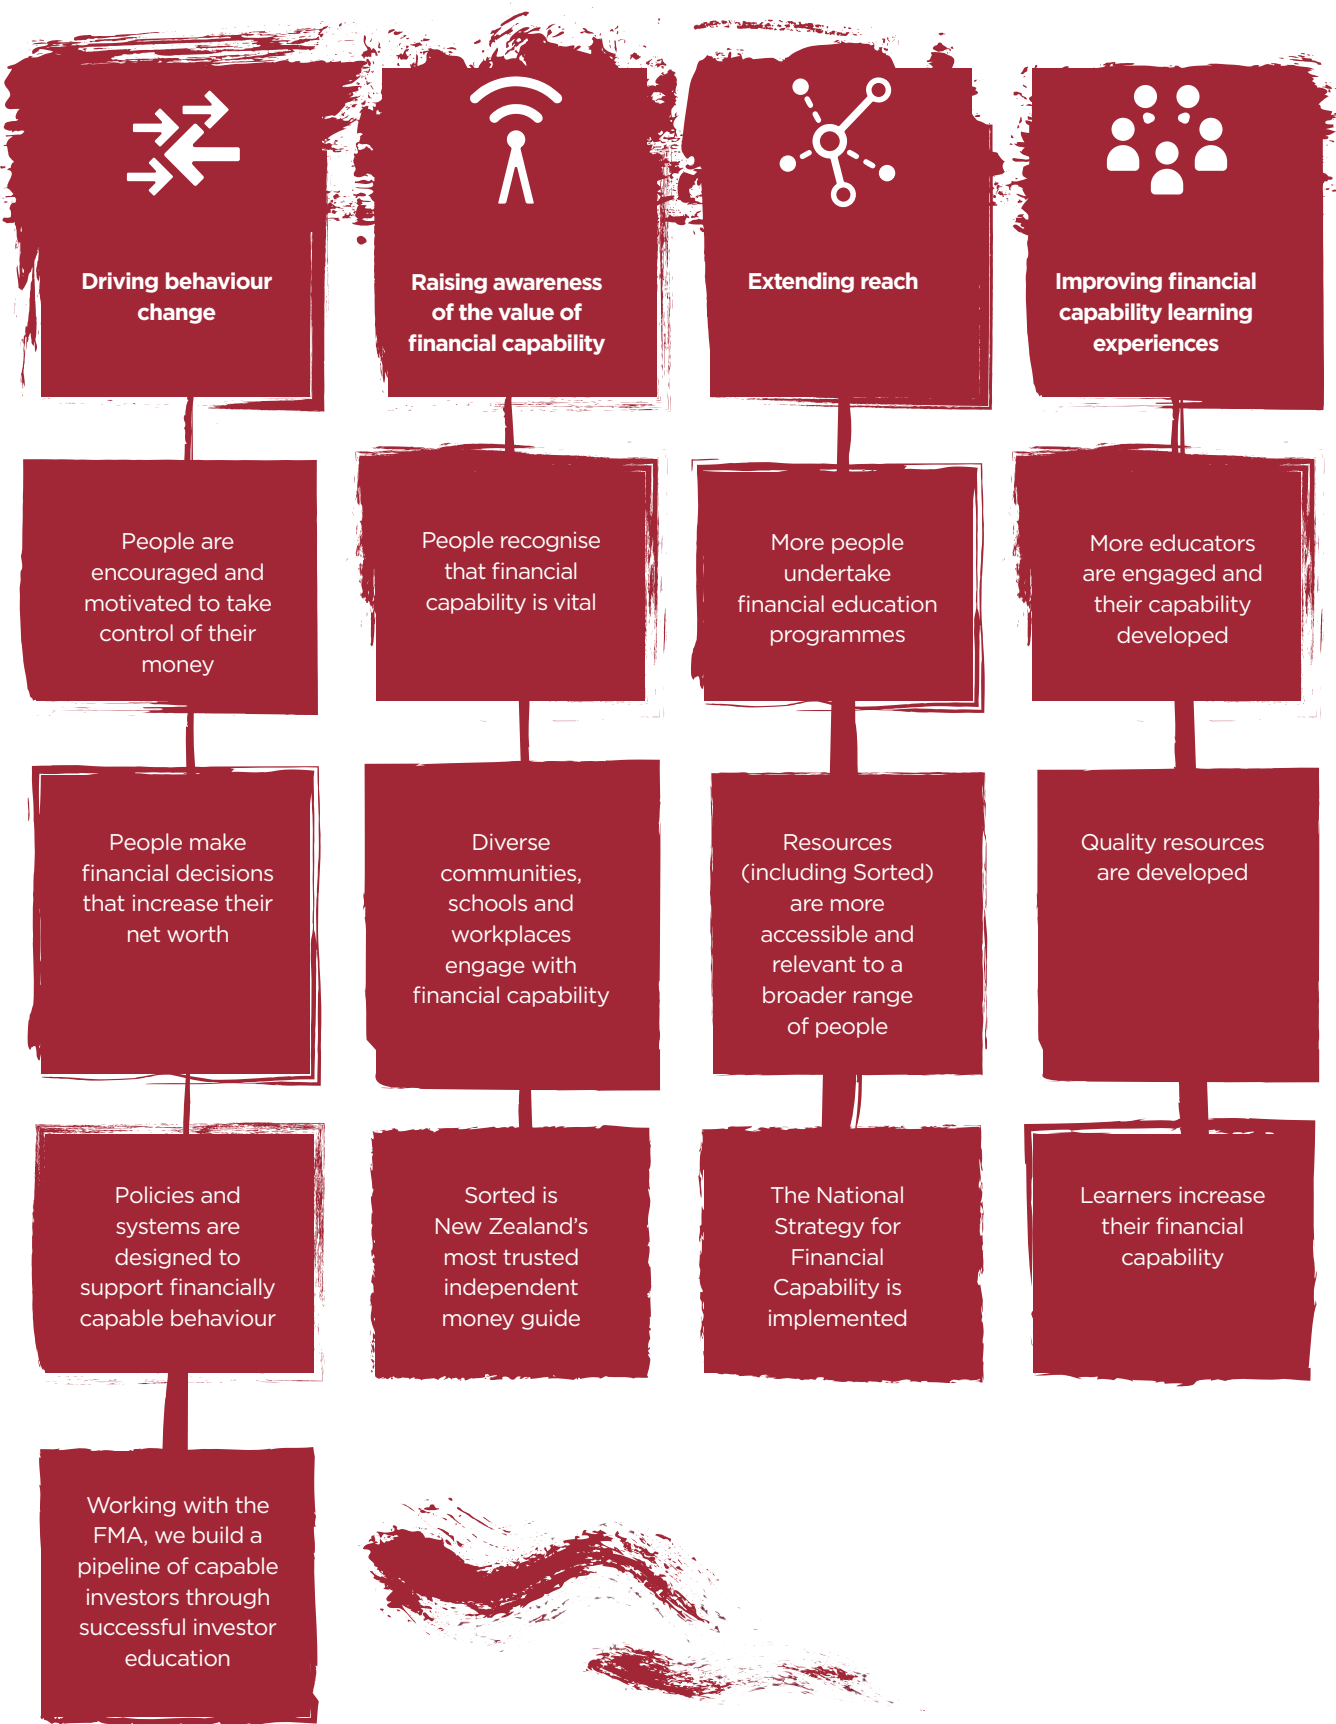 Driving behaviour
change
Raising awareness
of the value of
financial capability
Extending reach
Improving financial
capability learning
experiences
People are
encouraged and
motivated to take
control of their
money
People recognise
that financial
capability is vital
More people
undertake
financial education
programmes
More educators
are engaged and
their capability
developed
People make
financial decisions
that increase their
net worth
Diverse
communities,
schools and
workplaces
engage with
financial capability
Resources
(including Sorted)
are more
accessible and
relevant to a
broader range
of people
Quality resources
are developed
Policies and
systems are
designed to
support financially
capable behaviour
Sorted is
New Zealand’s
most trusted
independent
money guide
The National
Strategy for
Financial
Capability is
implemented
Learners increase
their financial
capability
Working with the
FMA, we build a
pipeline of capable
investors through
successful investor
education